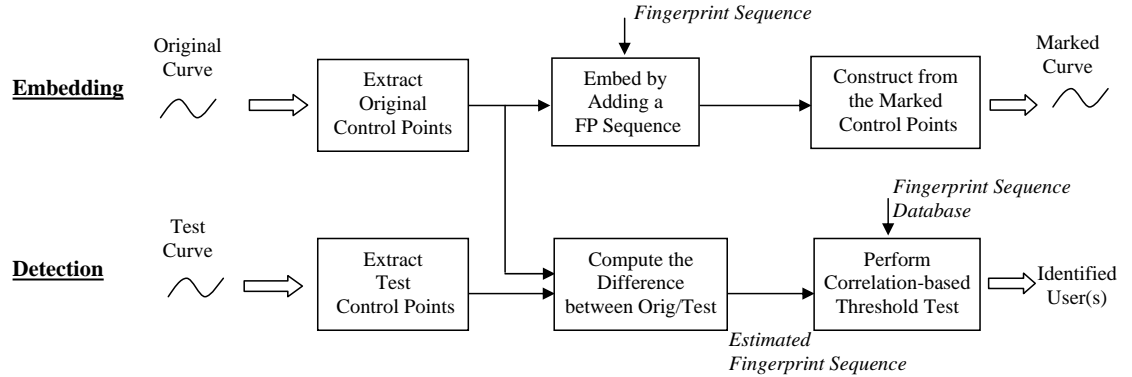 Fingerprint Sequence
Original
Curve
Embedding
Extract
Original
Control Points
Embed by
Adding a
FP Sequence
Construct from
the Marked
Control Points
Marked
Curve
Fingerprint Sequence
Database
Test
Curve
Detection
Extract
Test
Control Points
Compute the
Difference
between Orig/Test
Perform
Correlation-based
Threshold Test
Identified
User(s)
Estimated
Fingerprint Sequence